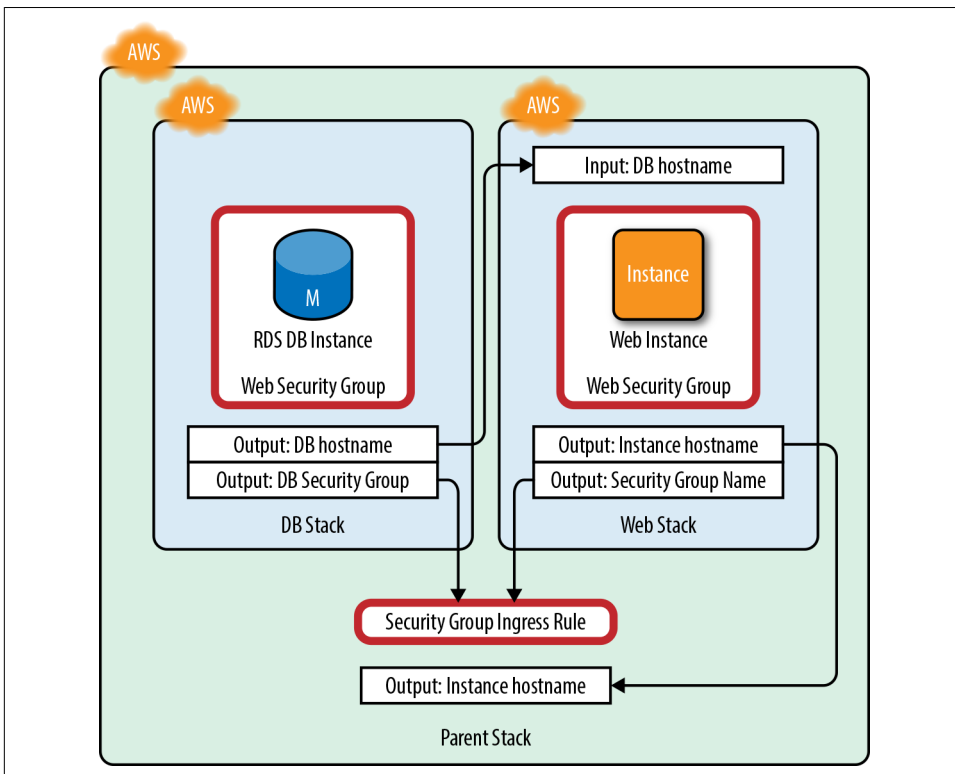 AWS
AWS
AWS
Input: DB hostname
M
RDS DB Instance
Web Security Group
Instance
Web Instance
Web Security Group
Output: DB hostname
Output: DB Security Group
DB Stack
Output: Instance hostname
Output: Security Group Name
Web Stack
Security Group Ingress Rule
Output: Instance hostname
Parent Stack